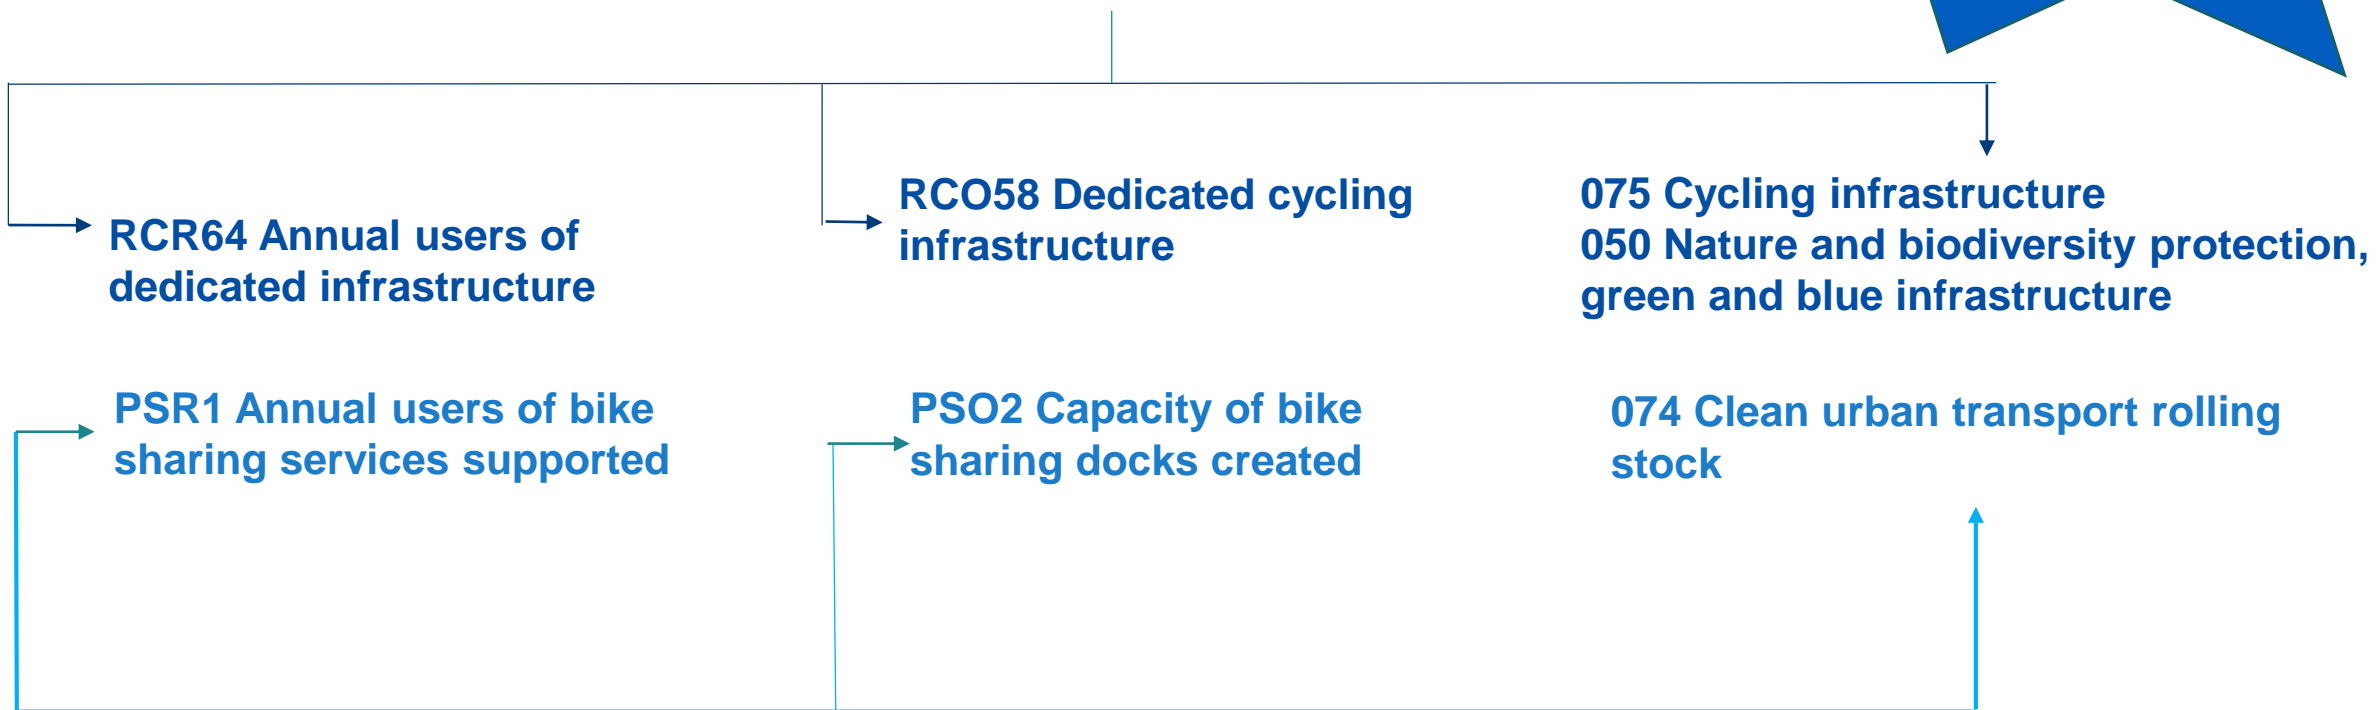 RCR64 Annual users of
dedicated infrastructure
RCO58 Dedicated cycling
infrastructure
075 Cycling infrastructure
050 Nature and biodiversity protection,
green and blue infrastructure
PSR1 Annual users of bike
sharing services supported
PSO2 Capacity of bike
sharing docks created
074 Clean urban transport rolling
stock